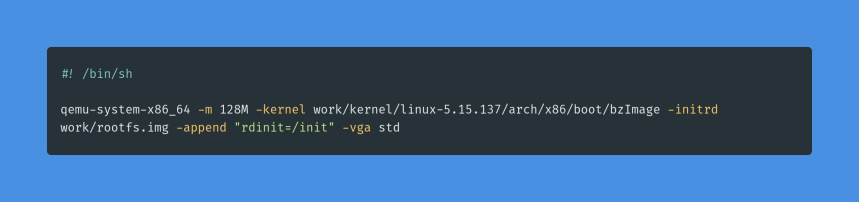 #! /bin/sh
qemu-system-x86_64 -m 128M -kernel work/kernel/linux-5.15.137/arch/x86/boot/bzImage -initrd
work/rootfs.img -append "rdinit=/init" -vga std